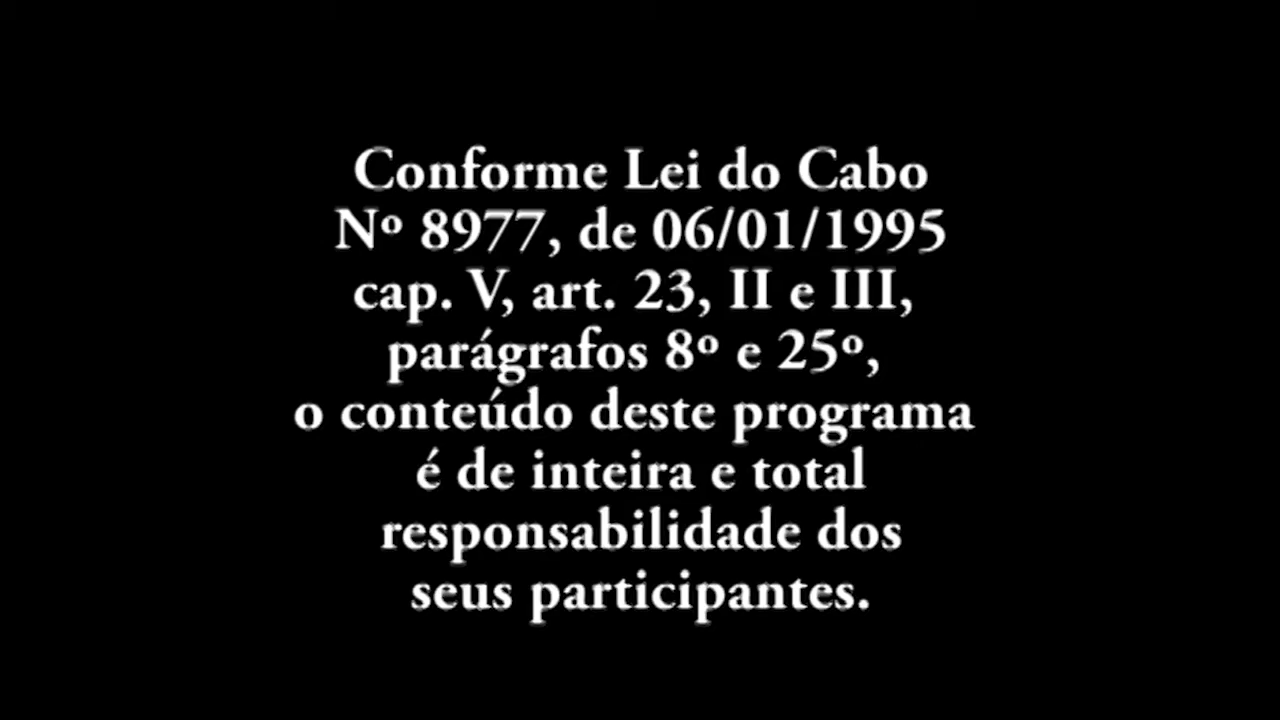 Conforme Lei do Cabo
Nº 8977, de 06/01/1995
cap. V, art. 23, II e III,
parágrafos 8º e 25º,
o conteúdo deste programa
é de inteira e total
responsabilidade dos
seus participantes.